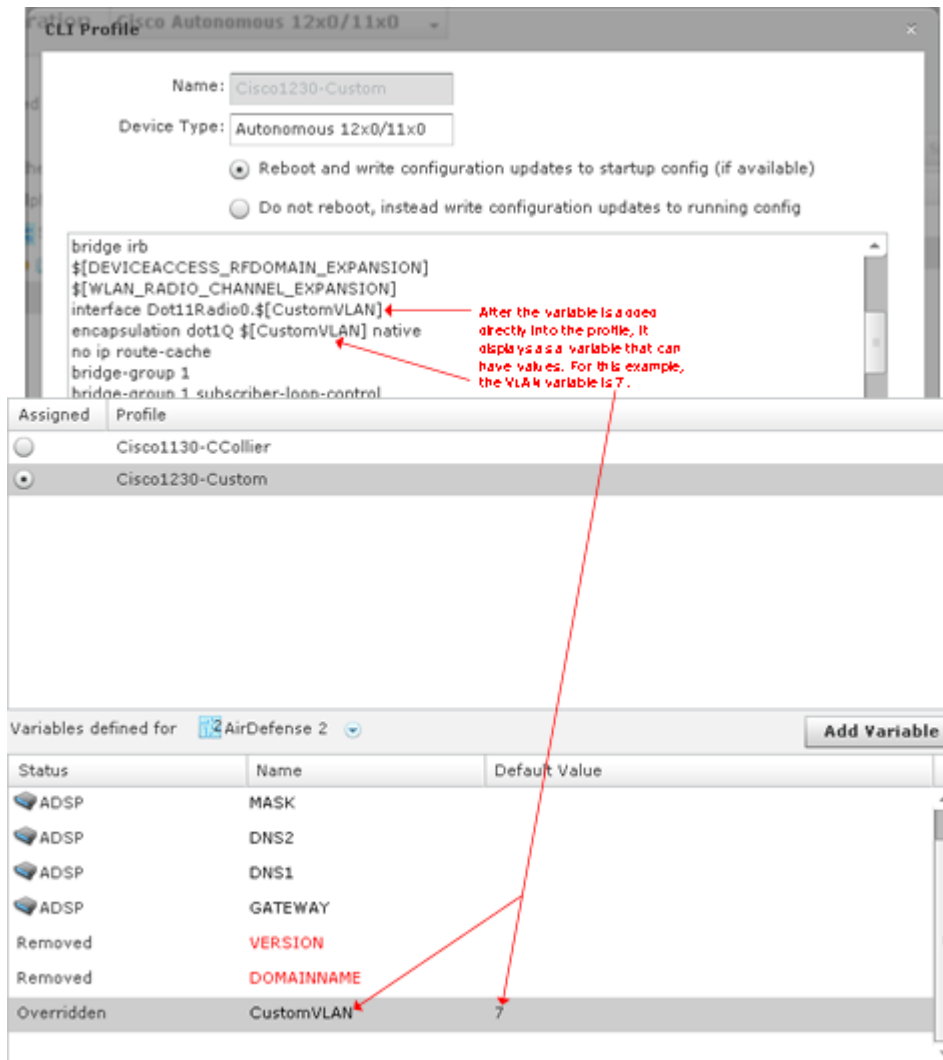 ration Cisco Autonomous 12x0/11x0
CLI Profile
×
Name: Cisco1230-Custom
Device Type: Autonomous 12x0/11x0
Reboot and write configuration updates to startup config (if available)
Do not reboot, instead write configuration updates to running config
bridge irb
$[DEVICEACCESS_RFDOMAIN_EXPANSION]
$[WLAN_RADIO_CHANNEL_EXPANSION]
interface Dot11Radio0.$[CustomVLAN]
encapsulation dot1Q $[CustomVLAN] native
no ip route-cache
bridge-group 1
bridge-group 1 subscriber-loop-control
After the variable is added
directly into the profile, it
displays as a variable that can
have values. For this example,
the VLAN variable is 7.
Assigned Profile
Cisco1130-CCollier
Cisco1230-Custom
Variables defined for 2 AirDefense 2
Add Variable
Status Name Default Value
ADSP MASK
ADSP DNS2
ADSP DNS1
ADSP GATEWAY
Removed VERSION
Removed DOMAINNAME
Overridden CustomVLAN 7